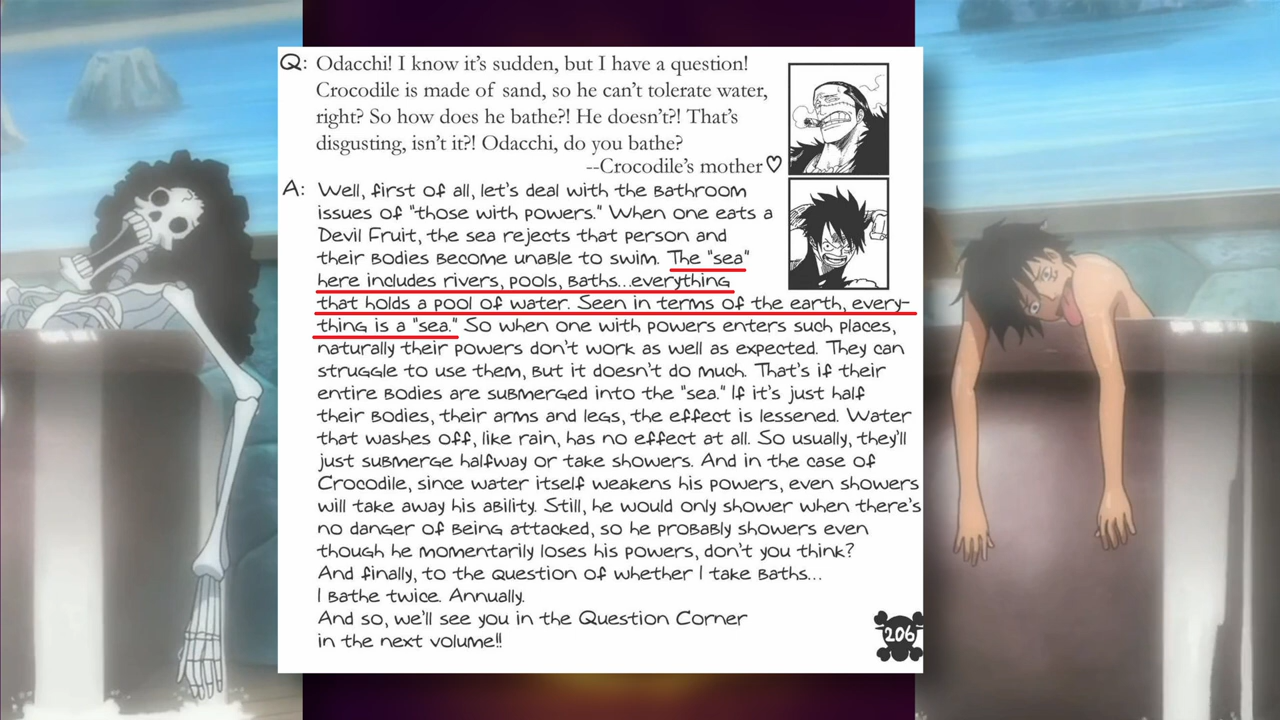 Q: Odacchi! I know it's sudden, but I have a question!
Crocodile is made of sand, so he can't tolerate water,
right? So how does he bathe?! He doesn't?! That's
disgusting, isn't it?! Odacchi, do you bathe?
--Crocodile's mother♡
A: Well, first of all, let's deal with the bathroom
issues of "those with powers." When one eats a
Devil Fruit, the sea rejects that person and
their bodies become unable to swim. The "sea"
here includes rivers, pools, baths...everything
that holds a pool of water. Seen in terms of the earth, every-
thing is a "sea." So when one with powers enters such places,
naturally their powers don't work as well as expected. They can
struggle to use them, but it doesn't do much. That's if their
entire bodies are submerged into the "sea." If it's just half
their bodies, their arms and legs, the effect is lessened. Water
that washes off, like rain, has no effect at all. So usually, they'll
just submerge halfway or take showers. And in the case of
Crocodile, since water itself weakens his powers, even showers
will take away his ability. Still, he would only shower when there's
no danger of being attacked, so he probably showers even
though he momentarily loses his powers, don't you think?
And finally, to the question of whether I take baths...
I bathe twice. Annually.
And so, we'll see you in the Question Corner
in the next volume!!
206